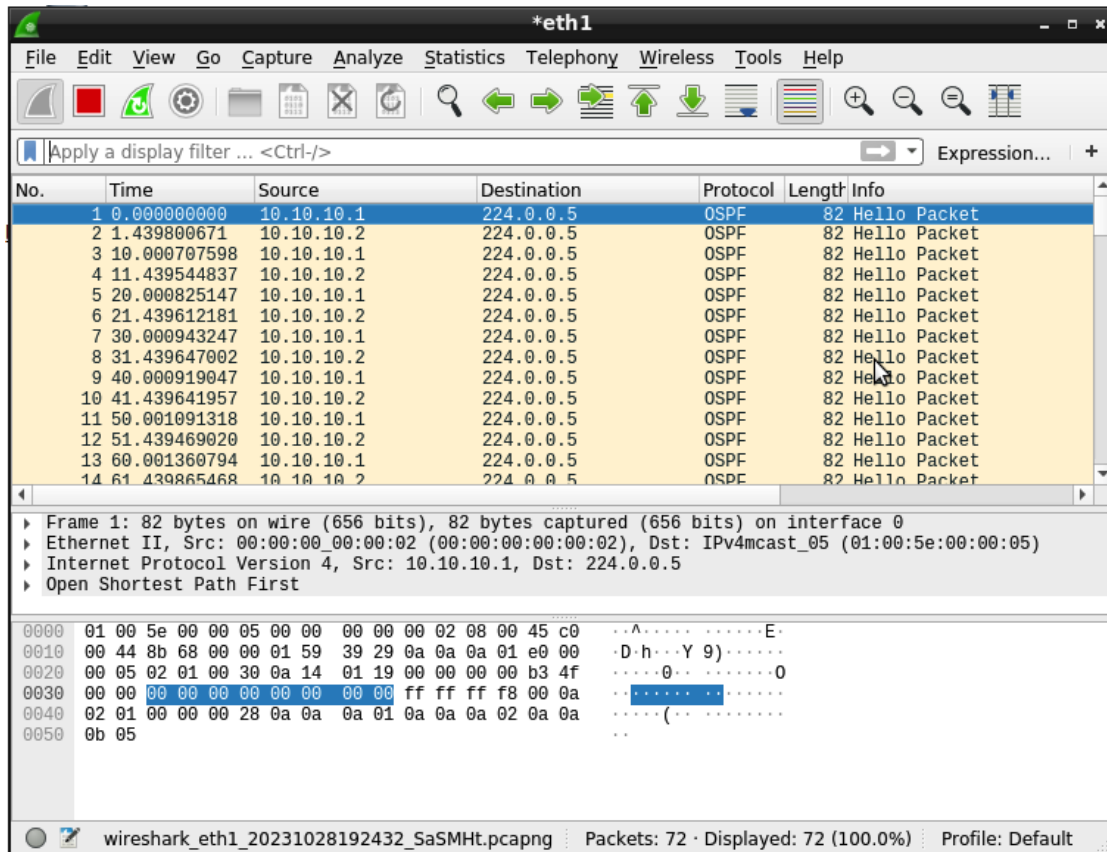 *eth1
File Edit View Go Capture Analyze Statistics Telephony Wireless Tools Help
Apply a display filter ... <Ctrl-/> Expression... +
No. Time Source Destination Protocol Length Info
1 0.000000000 10.10.10.1 224.0.0.5 OSPF 82 Hello Packet
2 1.439800671 10.10.10.2 224.0.0.5 OSPF 82 Hello Packet
3 10.000707598 10.10.10.1 224.0.0.5 OSPF 82 Hello Packet
4 11.439544837 10.10.10.2 224.0.0.5 OSPF 82 Hello Packet
5 20.000825147 10.10.10.1 224.0.0.5 OSPF 82 Hello Packet
6 21.439612181 10.10.10.2 224.0.0.5 OSPF 82 Hello Packet
7 30.000943247 10.10.10.1 224.0.0.5 OSPF 82 Hello Packet
8 31.439647002 10.10.10.2 224.0.0.5 OSPF 82 Hello Packet
9 40.000919047 10.10.10.1 224.0.0.5 OSPF 82 Hello Packet
10 41.439641957 10.10.10.2 224.0.0.5 OSPF 82 Hello Packet
11 50.001091318 10.10.10.1 224.0.0.5 OSPF 82 Hello Packet
12 51.439469020 10.10.10.2 224.0.0.5 OSPF 82 Hello Packet
13 60.001360794 10.10.10.1 224.0.0.5 OSPF 82 Hello Packet
14 61.439865468 10.10.10.2 224.0.0.5 OSPF 82 Hello Packet
Frame 1: 82 bytes on wire (656 bits), 82 bytes captured (656 bits) on interface 0
Ethernet II, Src: 00:00:00_00:00:02 (00:00:00:00:00:02), Dst: IPv4mcast_05 (01:00:5e:00:00:05)
Internet Protocol Version 4, Src: 10.10.10.1, Dst: 224.0.0.5
Open Shortest Path First
0000 01 00 5e 00 00 05 00 00 00 00 00 02 08 00 45 c0 ··^····· ······E·
0010 00 44 8b 68 00 00 01 59 39 29 0a 0a 0a 01 e0 00 ·D·h···Y 9)······
0020 00 05 02 01 00 30 0a 14 01 19 00 00 00 00 b3 4f ·····0·· ·······O
0030 00 00 00 00 00 00 00 00 00 00 ff ff ff f8 00 0a ········ ········
0040 02 01 00 00 00 28 0a 0a 0a 01 0a 0a 0a 02 0a 0a ·····(·· ········
0050 0b 05 ··
wireshark_eth1_20231028192432_SaSMHt.pcapng Packets: 72 · Displayed: 72 (100.0%) Profile: Default